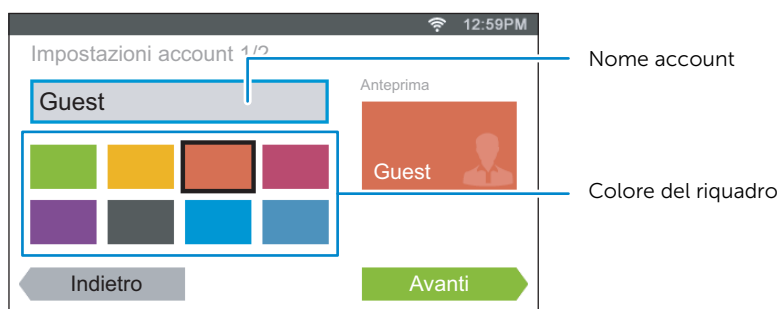 12:59PM
Impostazioni account 1/2
Nome account
Guest
Anteprima
Guest
Colore del riquadro
Indietro
Avanti